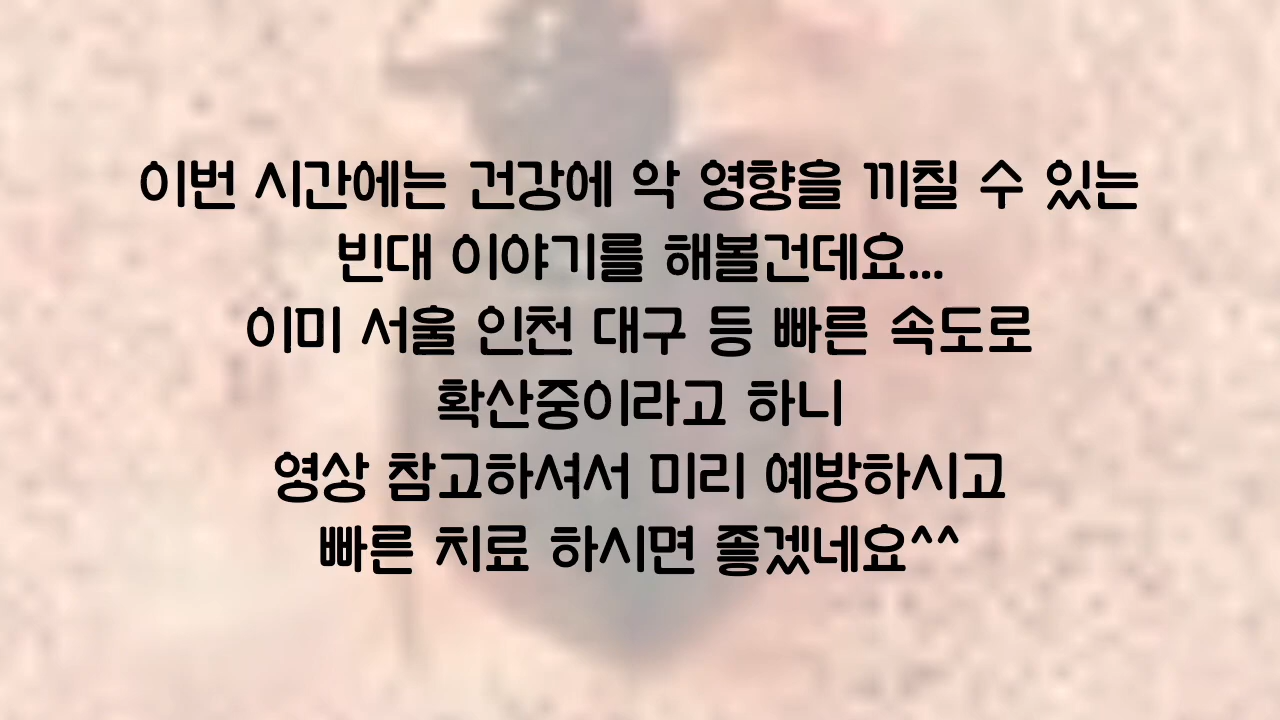 이번 시간에는 건강에 악 영향을 끼칠 수 있는
빈대 이야기를 해볼건데요...
이미 서울 인천 대구 등 빠른 속도로
확산중이라고 하니
영상 참고하셔서 미리 예방하시고
빠른 치료 하시면 좋겠네요^^